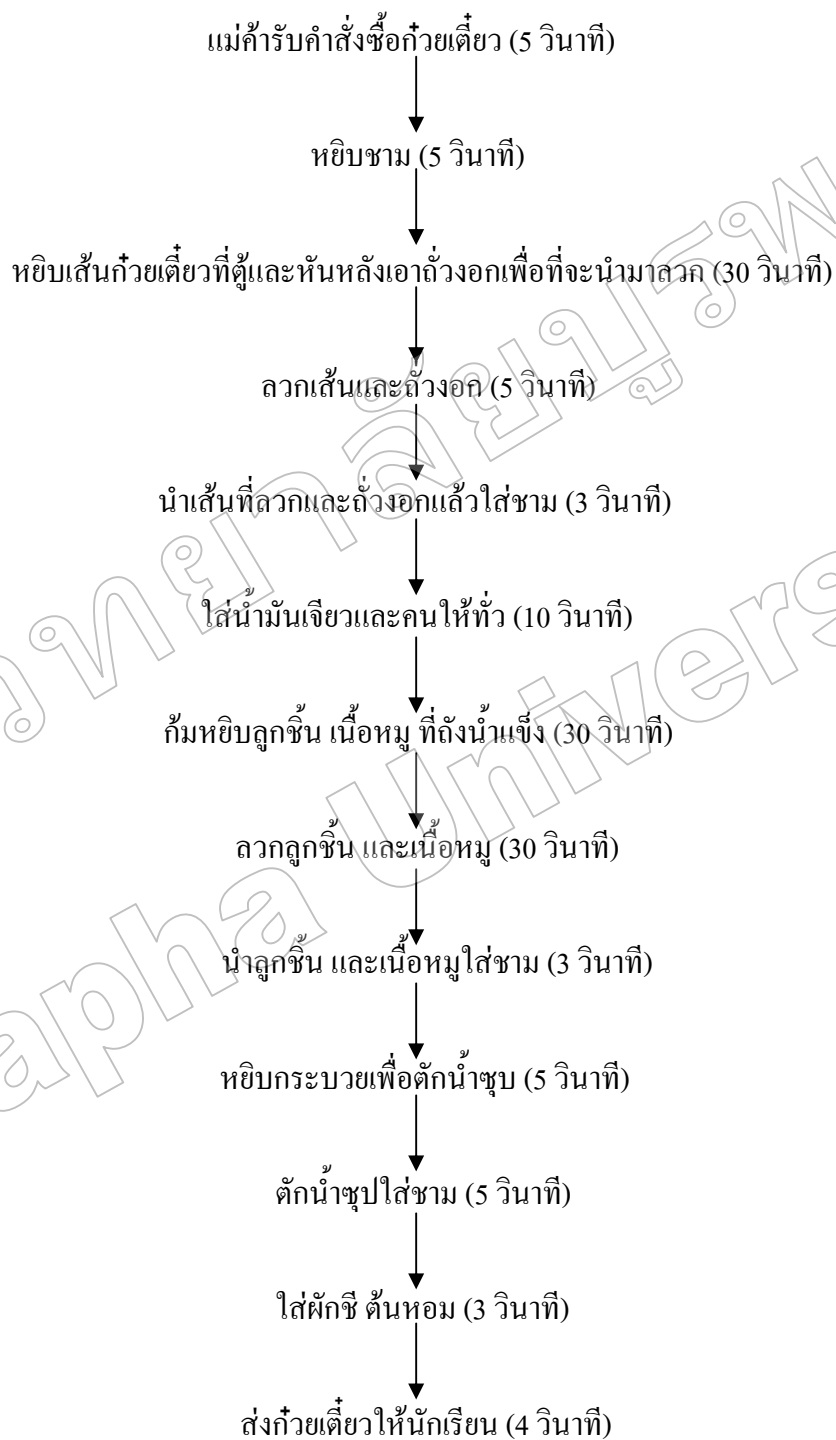 แม่ค้ารับคำสั่งซื้อก๋วยเตี๋ยว (5 วินาที)
หยิบชาม (5 วินาที)
หยิบเส้นก๋วยเตี๋ยวที่ตู้และหันหลังเอาถั่วงอกเพื่อที่จะนำมาลวก (30 วินาที)
ลวกเส้นและถั่วงอก (5 วินาที)
นำเส้นที่ลวกและถั่วงอกแล้วใส่ชาม (3 วินาที)
ใส่น้ำมันเจียวและคนให้ทั่ว (10 วินาที)
ก้มหยิบลูกชิ้น เนื้อหมู ที่ถังน้ำแข็ง (30 วินาที)
ลวกลูกชิ้น และเนื้อหมู (30 วินาที)
นำลูกชิ้น และเนื้อหมูใส่ชาม (3 วินาที)
หยิบกระบวยเพื่อตักน้ำซุบ (5 วินาที)
ตักน้ำซุปใส่ชาม (5 วินาที)
ใส่ผักชี ต้นหอม (3 วินาที)
ส่งก๋วยเตี๋ยวให้นักเรียน (4 วินาที)